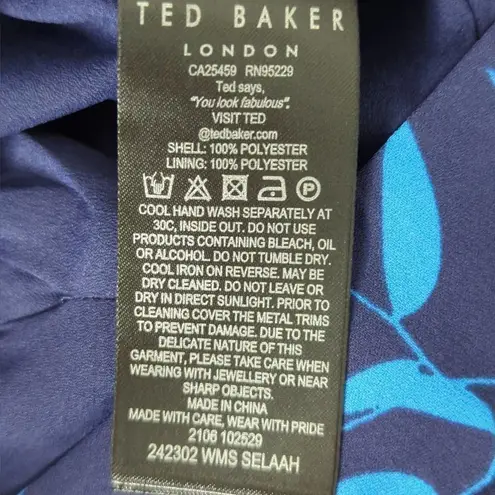 TED BAKER
LONDON
CA25459 RN95229
Ted says,
"You look fabulous".
VISIT TED
@tedbaker.com
SHELL: 100% POLYESTER
LINING: 100% POLYESTER
P
COOL HAND WASH SEPARATELY AT
30C, INSIDE OUT. DO NOT USE
PRODUCTS CONTAINING BLEACH, OIL
OR ALCOHOL. DO NOT TUMBLE DRY.
COOL IRON ON REVERSE. MAY BE
DRY CLEANED. DO NOT LEAVE OR
DRY IN DIRECT SUNLIGHT. PRIOR TO
CLEANING COVER THE METAL TRIMS
TO PREVENT DAMAGE. DUE TO THE
DELICATE NATURE OF THIS
GARMENT, PLEASE TAKE CARE WHEN
WEARING WITH JEWELLERY OR NEAR
SHARP OBJECTS.
MADE IN CHINA
MADE WITH CARE, WEAR WITH PRIDE
2106 102529
242302 WMS SELAAH